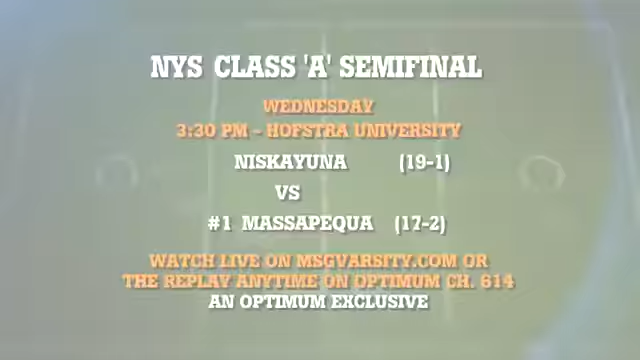 NYS CLASS 'A' SEMIFINAL
WEDNESDAY
3:30 PM - HOFSTRA UNIVERSITY
NISKAYUNA (19-1)
VS
#1 MASSAPEQUA (17-2)
WATCH LIVE ON MSGVARSITY.COM OR
THE REPLAY ANYTIME ON OPTIMUM CH. 614
AN OPTIMUM EXCLUSIVE